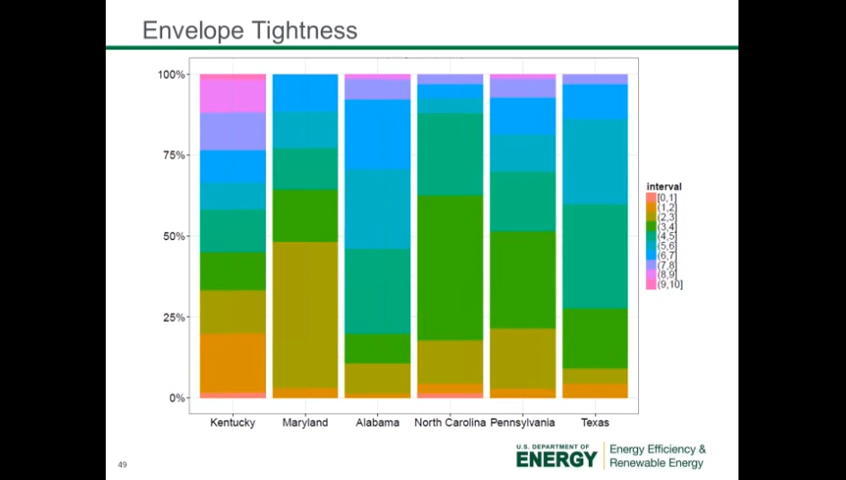 Envelope Tightness
100%
75%
50%
25%
0%
Kentucky Maryland Alabama North Carolina Pennsylvania Texas
interval
[0,1]
(1,2]
(2,3]
(3,4]
(4,5]
(5,6]
(6,7]
(7,8]
(8,9]
(9,10]
49
U.S. DEPARTMENT OF
ENERGY
Energy Efficiency &
Renewable Energy